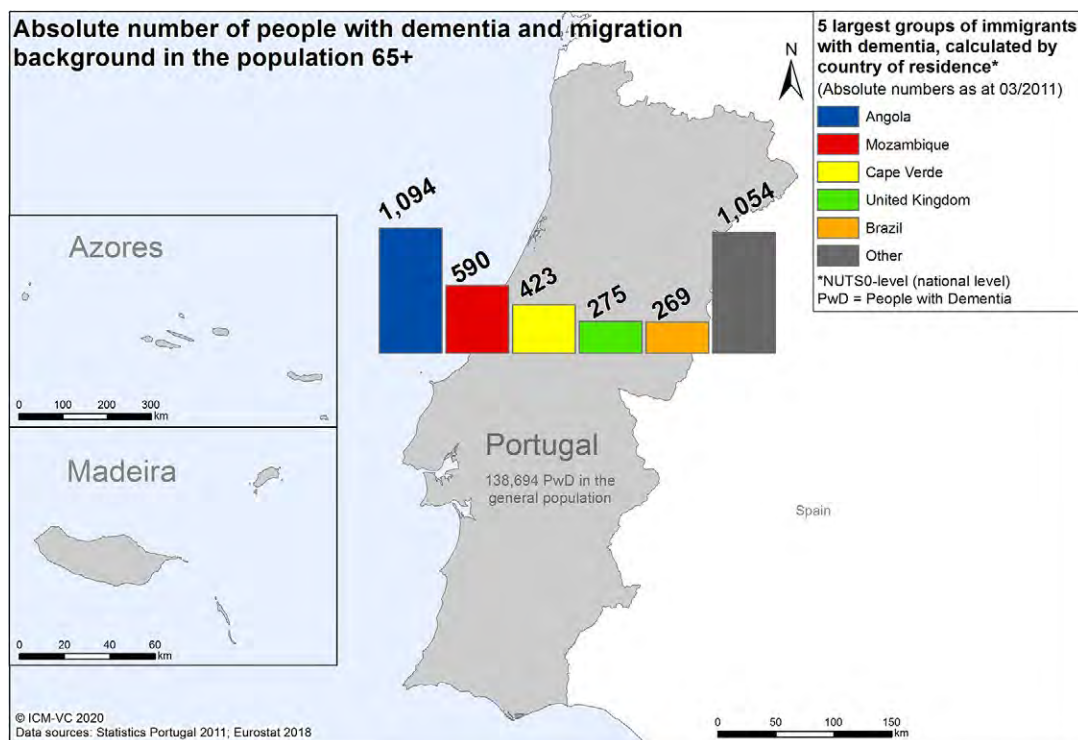 Absolute number of people with dementia and migration
background in the population 65+
5 largest groups of immigrants
with dementia, calculated by
country of residence*
(Absolute numbers as at 03/2011)
Angola
Mozambique
Cape Verde
United Kingdom
Brazil
Other
*NUTS0-level (national level)
PwD = People with Dementia
N
1,094
590
423
275
269
1,054
Azores
0 100 200 300
km
Madeira
0 20 40 60
km
Portugal
138,694 PwD in the
general population
Spain
© ICM-VC 2020
Data sources: Statistics Portugal 2011; Eurostat 2018
0 50 100 150
km